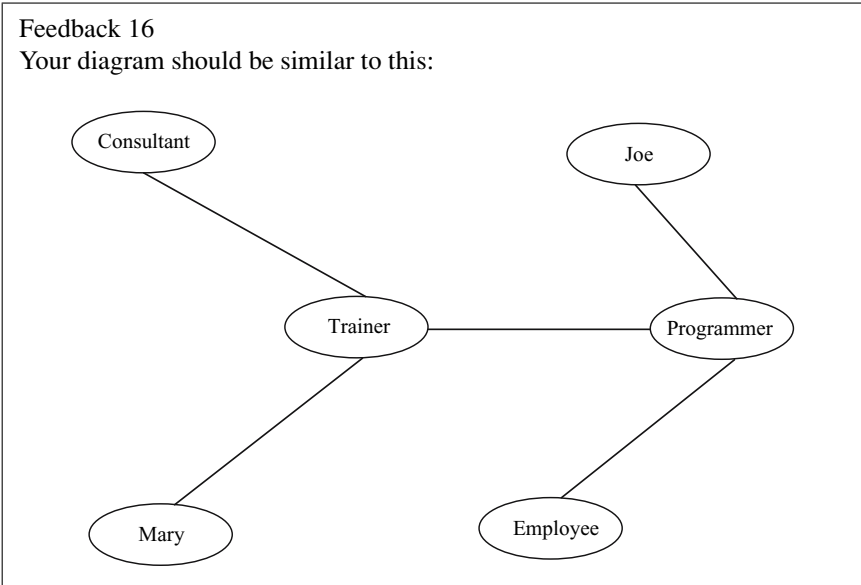 Feedback 16
Your diagram should be similar to this:
Consultant
Joe
Trainer
Programmer
Mary
Employee